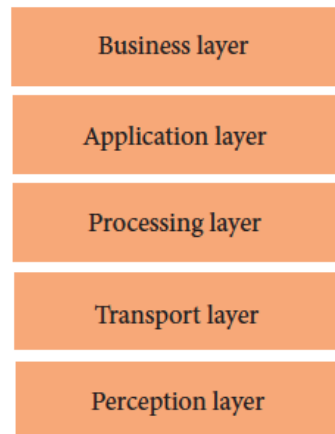 Business layer
Application layer
Processing layer
Transport layer
Perception layer